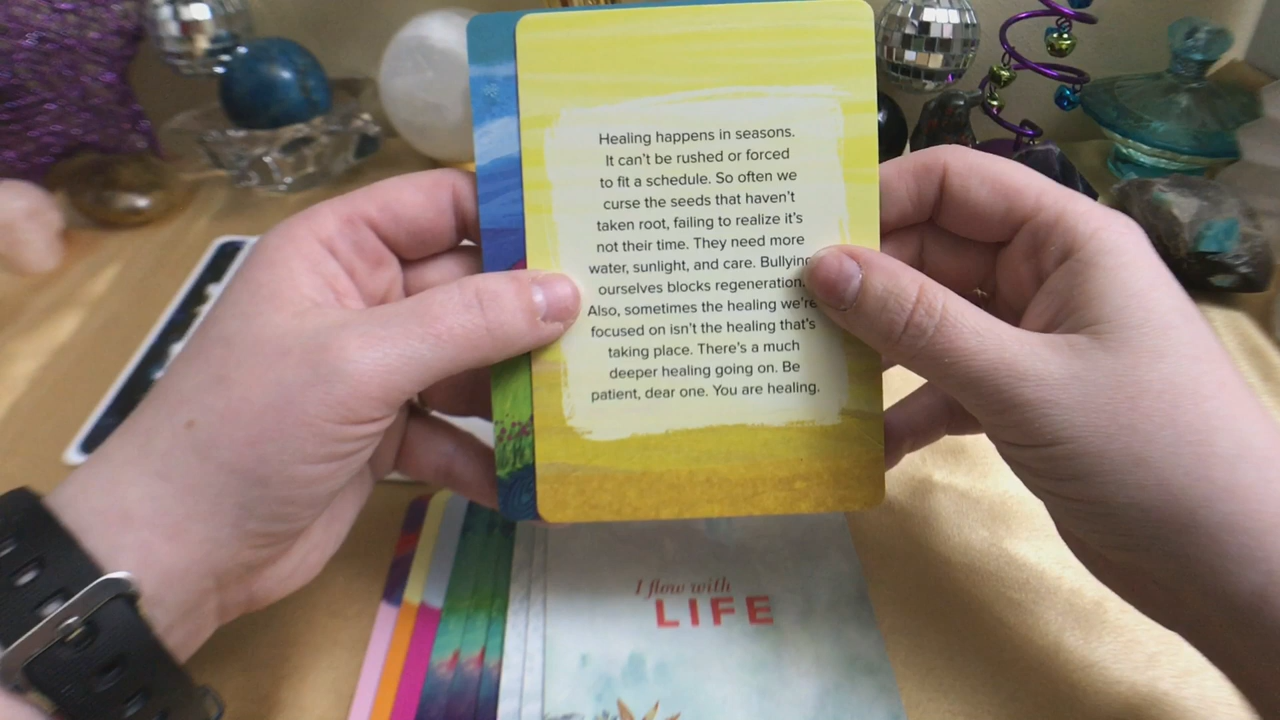 Healing happens in seasons.
It can't be rushed or forced
to fit a schedule. So often we
curse the seeds that haven't
taken root, failing to realize it's
not their time. They need more
water, sunlight, and care. Bullying
ourselves blocks regeneration.
Also, sometimes the healing we're
focused on isn't the healing that's
taking place. There's a much
deeper healing going on. Be
patient, dear one. You are healing.
I flow with
LIFE